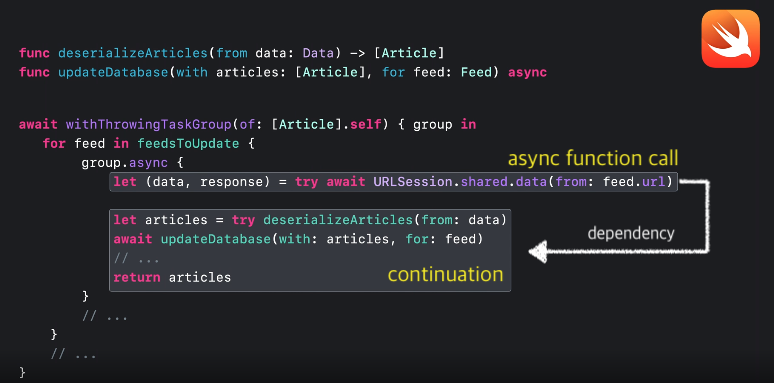 func deserializeArticles(from data: Data) -> [Article]
func updateDatabase(with articles: [Article], for feed: Feed) async
await withThrowingTaskGroup(of: [Article].self) { group in
for feed in feedsToUpdate {
group.async {
async function call
let (data, response) = try await URLSession.shared.data(from: feed.url)
let articles = try deserializeArticles(from: data)
await updateDatabase(with: articles, for: feed)
dependency
// ...
return articles
continuation
}
// ...
}
// ...
}